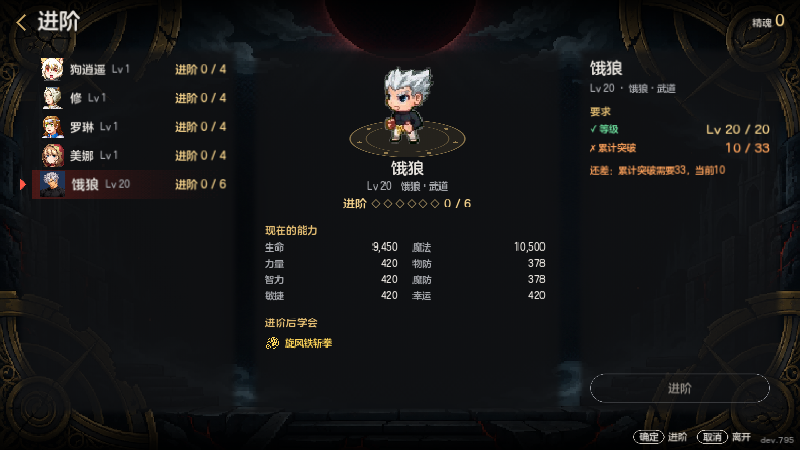 进阶
精魂 0
狗逍遥 Lv 1 进阶 0 / 4
修 Lv 1 进阶 0 / 4
罗琳 Lv 1 进阶 0 / 4
美娜 Lv 1 进阶 0 / 4
饿狼 Lv 20 进阶 0 / 6
饿狼
Lv 20 饿狼·武道
进阶 ◇◇◇◇◇◇ 0 / 6
现在的能力
生命 9,450 魔法 10,500
力量 420 物防 378
智力 420 魔防 378
敏捷 420 幸运 420
进阶后学会
旋风铁斩拳
饿狼
Lv 20 · 饿狼·武道
要求
✓ 等级 Lv 20 / 20
✗ 累计突破 10 / 33
还差：累计突破需要33，当前10
进阶
确定 进阶 取消 离开
dev.795